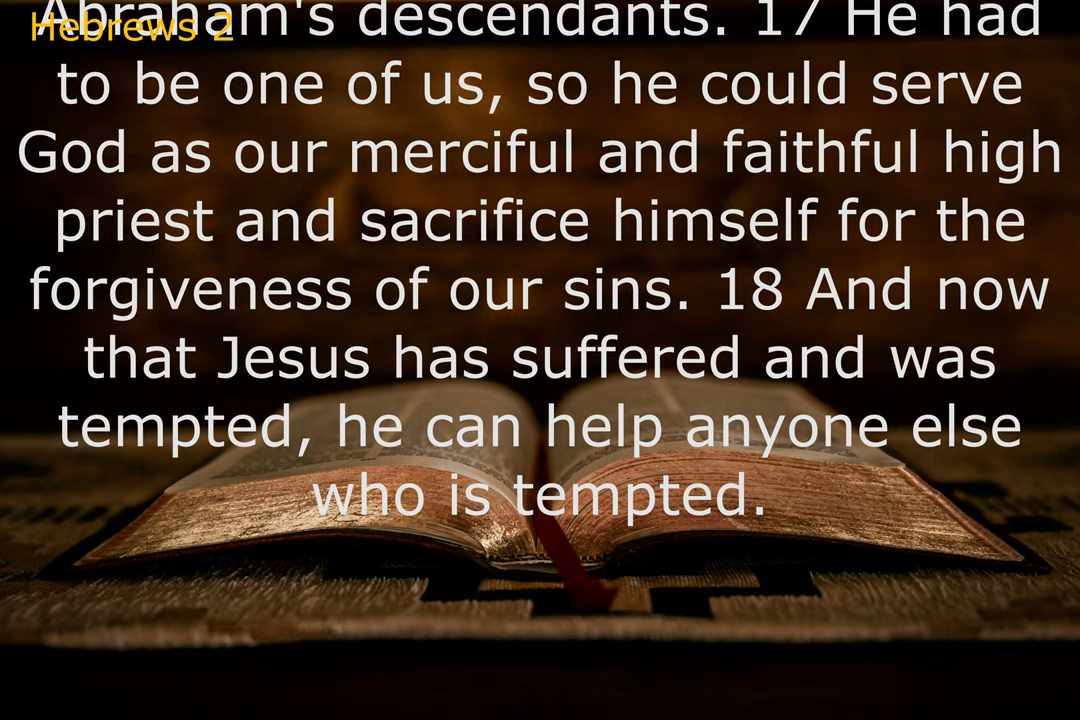 Hebrews 2
Abraham's descendants. 17 He had
to be one of us, so he could serve
God as our merciful and faithful high
priest and sacrifice himself for the
forgiveness of our sins. 18 And now
that Jesus has suffered and was
tempted, he can help anyone else
who is tempted.